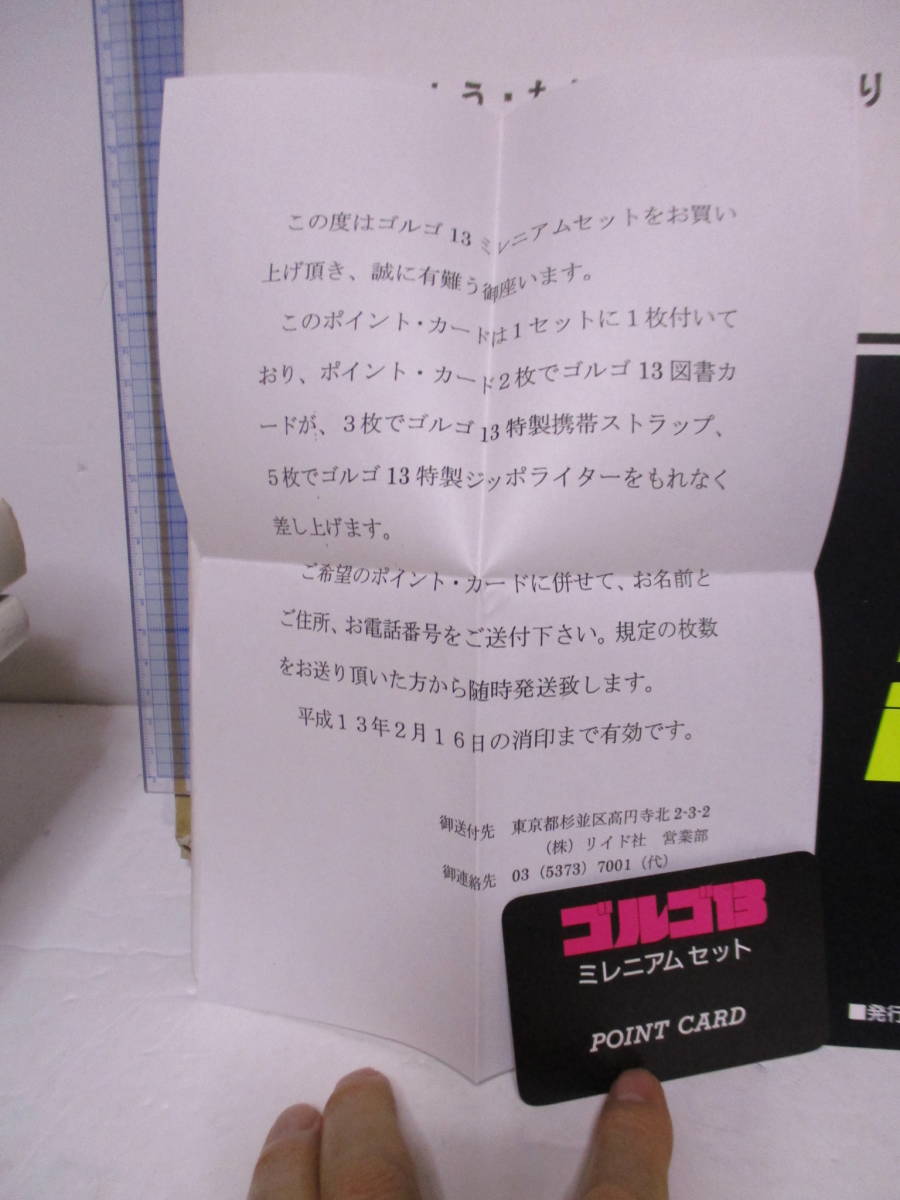 り
この度はゴルゴ13ミレニアムセットをお買い
上げ頂き、誠に有難う御座います。
このポイント・カードは1セットに1枚付いて
おり、ポイント・カード2枚でゴルゴ13図書カ
ードが、3枚でゴルゴ13特製携帯ストラップ、
5枚でゴルゴ13特製ジッポライターをもれなく
差し上げます。
ご希望のポイント・カードに併せて、お名前と
ご住所、お電話番号をご送付下さい。規定の枚数
をお送り頂いた方から随時発送致します。
平成13年2月16日の消印まで有効です。
御送付先 東京都杉並区高円寺北2-3-2
(株)リイド社 営業部
御連絡先 03(5373)7001(代)
ゴルゴ13
ミレニアムセット
POINT CARD
■発行